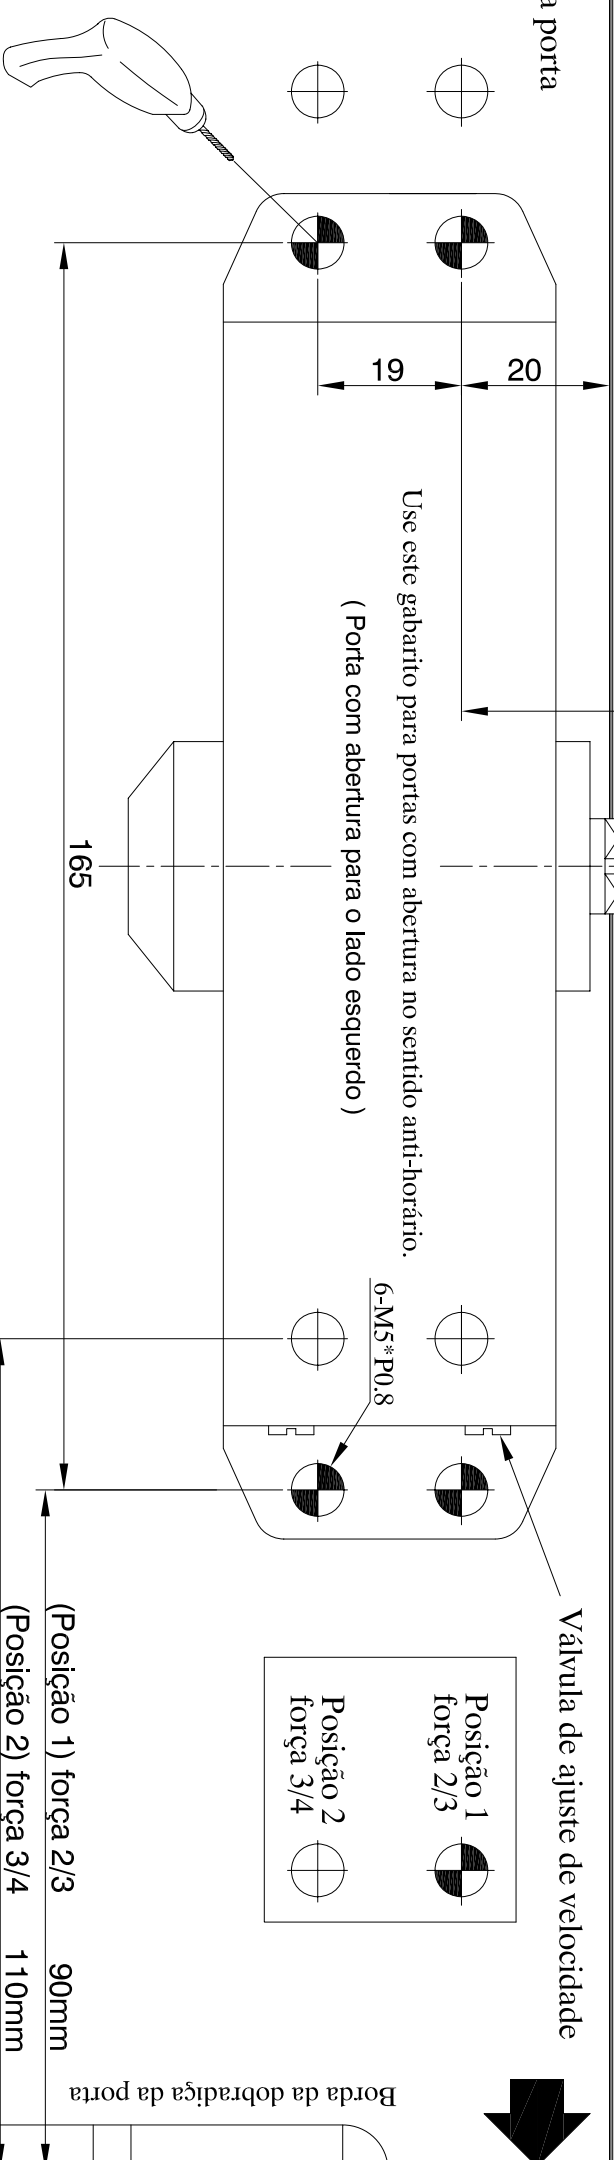 a porta
19
20
Use este gabarito para portas com abertura no sentido anti-horário.
( Porta com abertura para o lado esquerdo )
165
6-M5*P0.8
Válvula de ajuste de velocidade
Posição 1
força 2/3
Posição 2
força 3/4
(Posição 1) força 2/3 90mm
(Posição 2) força 3/4 110mm
Borda da dobradiça da porta